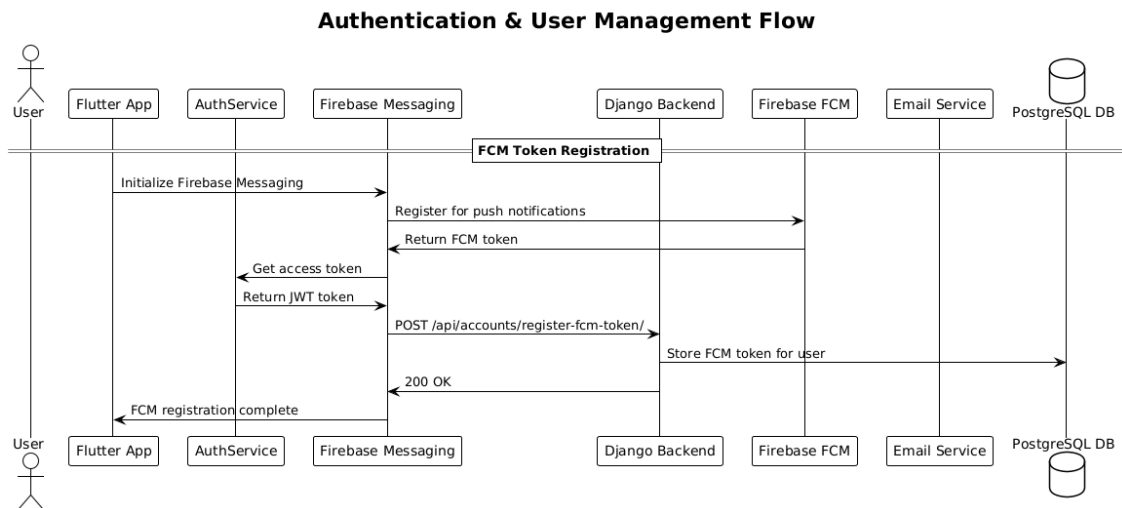 Authentication & User Management Flow
User
Flutter App
AuthService
Firebase Messaging
Django Backend
Firebase FCM
Email Service
PostgreSQL DB
FCM Token Registration
Initialize Firebase Messaging
Register for push notifications
Return FCM token
Get access token
Return JWT token
POST /api/accounts/register-fcm-token/
Store FCM token for user
200 OK
FCM registration complete
User
Flutter App
AuthService
Firebase Messaging
Django Backend
Firebase FCM
Email Service
PostgreSQL DB